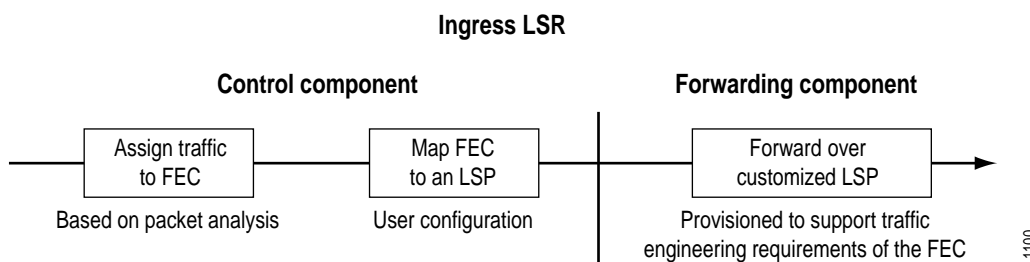 Ingress LSR
Control component
Forwarding component
Assign traffic
to FEC
Map FEC
to an LSP
Forward over
customized LSP
Based on packet analysis
User configuration
Provisioned to support traffic
engineering requirements of the FEC
1100